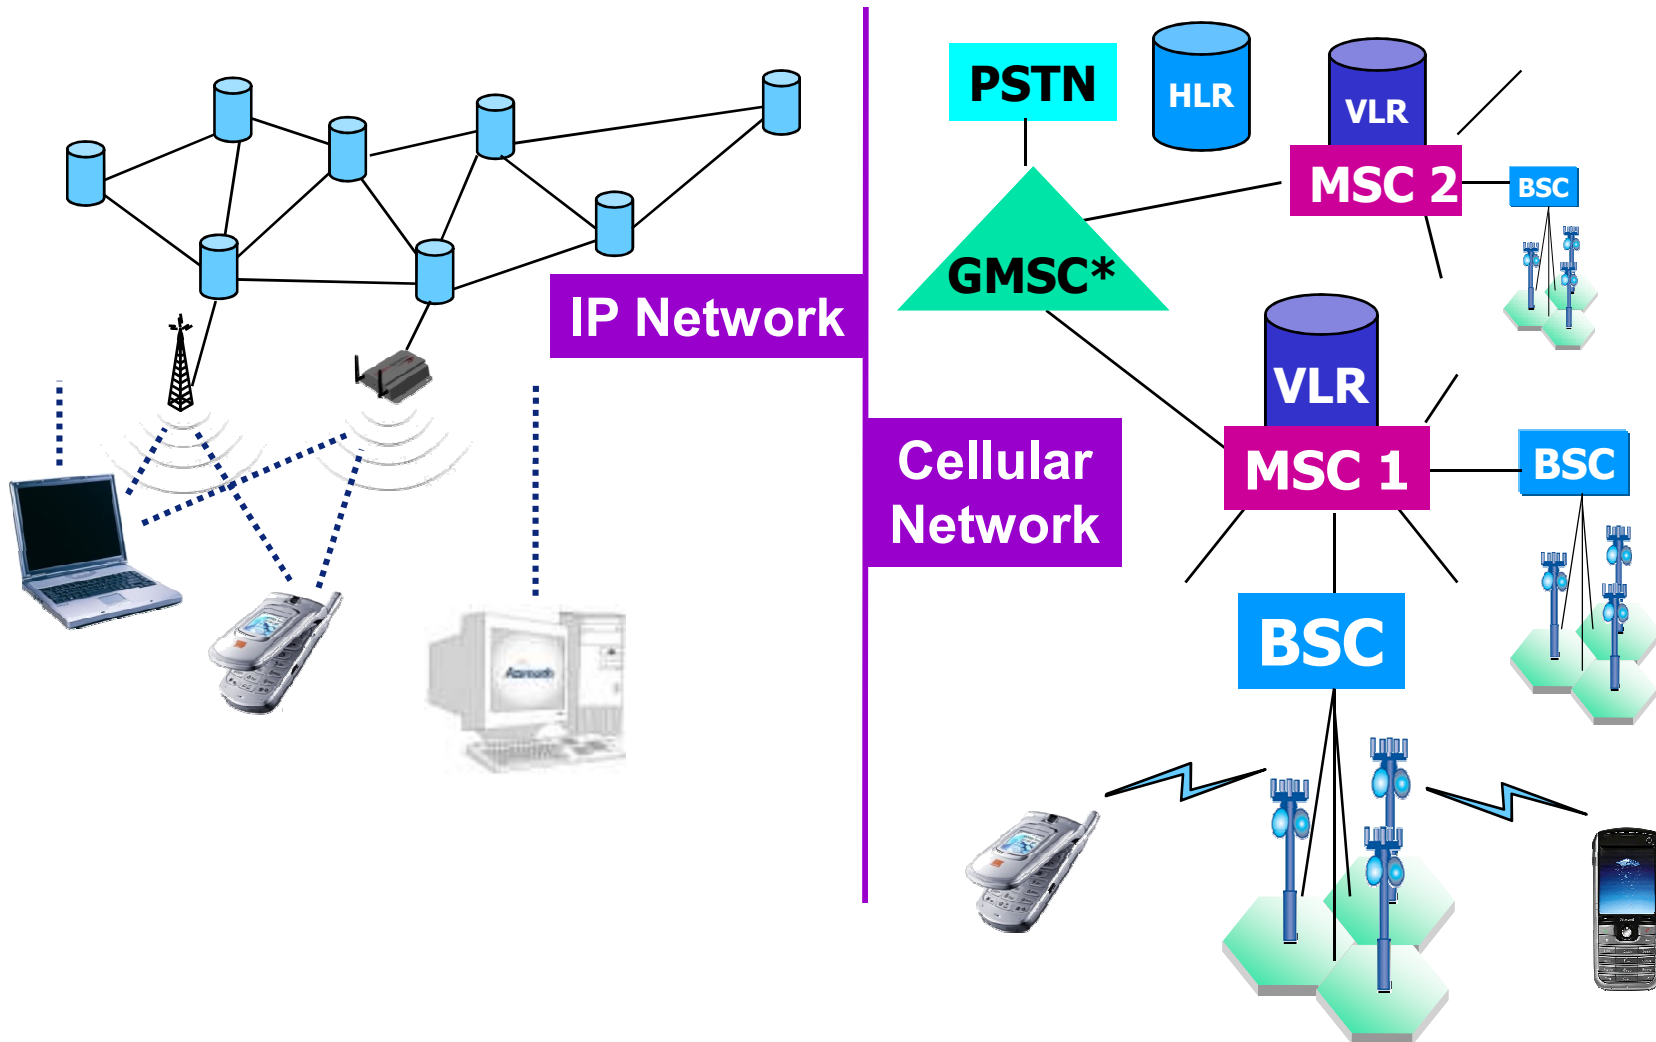 IP Network
PSTN
HLR
VLR
MSC 2
BSC
GMSC*
VLR
MSC 1
BSC
Cellular
Network
BSC